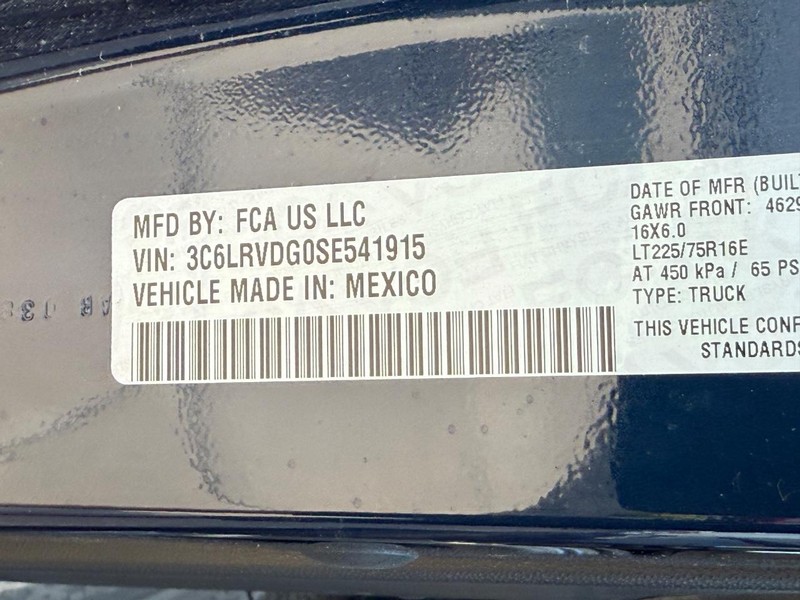 MFD BY: FCA US LLC
VIN: 3C6LRVDG0SE541915
VEHICLE MADE IN: MEXICO
DATE OF MFR (BUILT
GAWR FRONT: 4629
16X6.0
LT225/75R16E
AT 450 kPa / 65 PS
TYPE: TRUCK
THIS VEHICLE CONF
STANDARDS